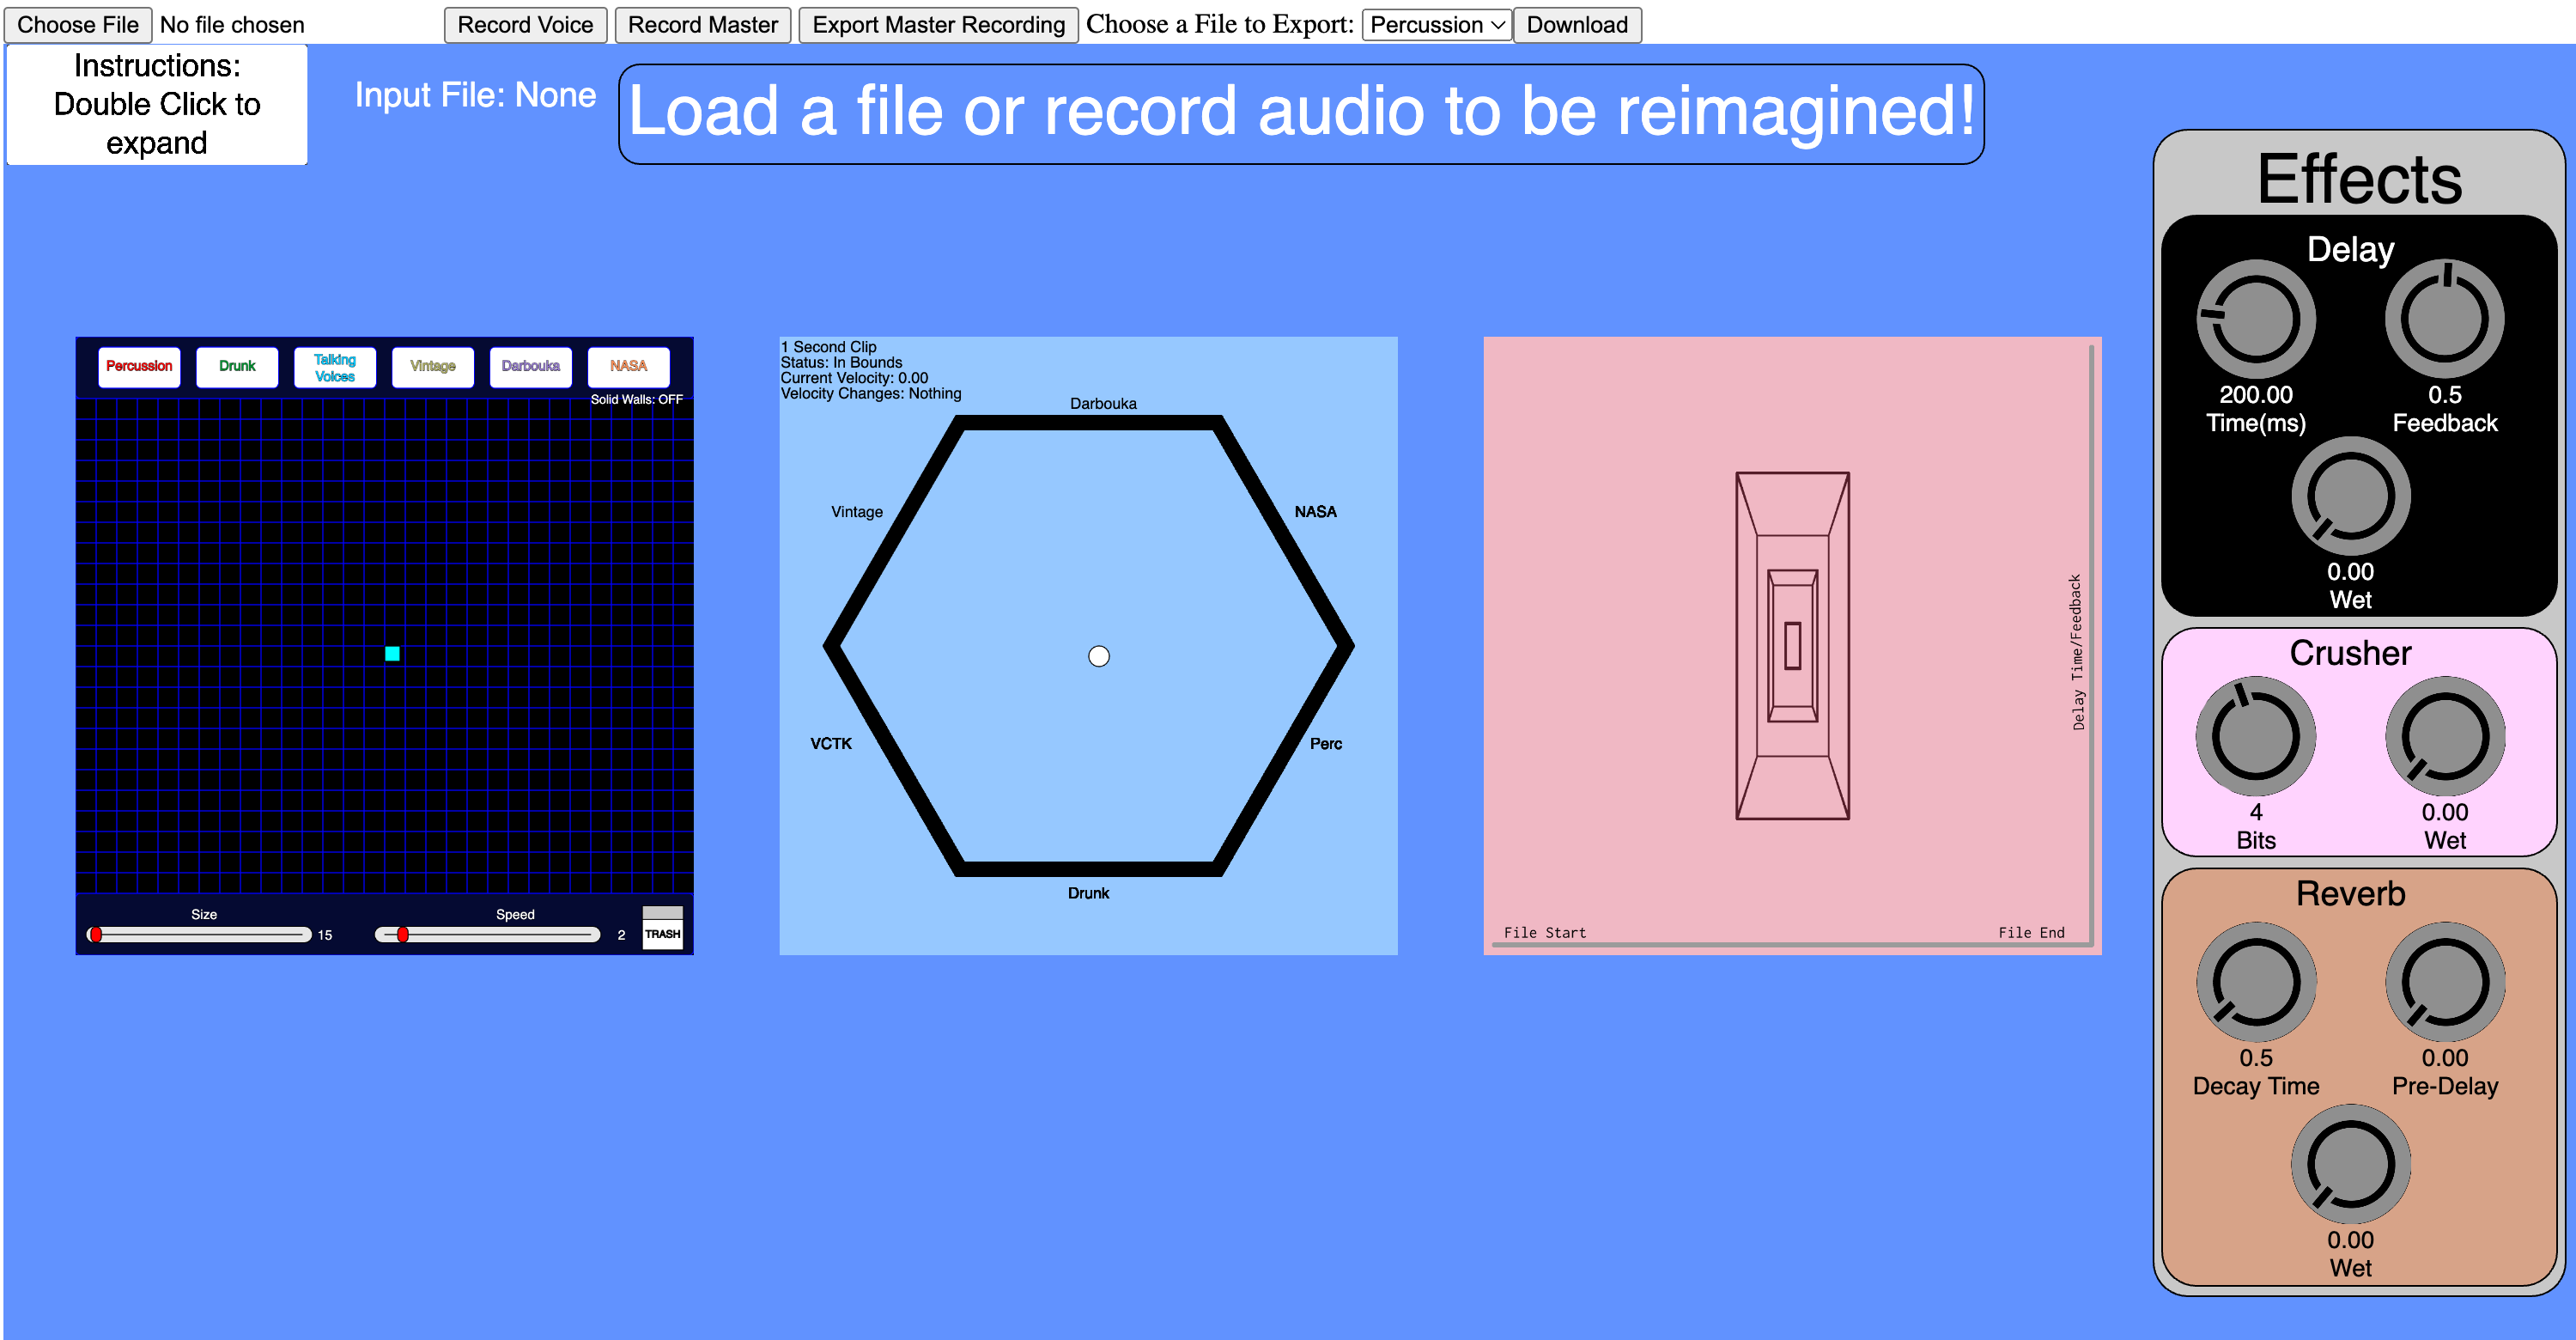 Choose File No file chosen Record Voice Record Master Export Master Recording Choose a File to Export: Percussion Download
Instructions:
Double Click to
expand
Input File: None
Load a file or record audio to be reimagined!
Percussion
Drunk
Talking
Voices
Vintage
Darbouka
NASA
Solid Walls: OFF
Size
15
Speed
2
TRASH
1 Second Clip
Status: In Bounds
Current Velocity: 0.00
Velocity Changes: Nothing
Darbouka
Vintage
NASA
VCTK
Perc
Drunk
Delay Time/Feedback
File Start
File End
Effects
Delay
200.00
Time(ms)
0.5
Feedback
0.00
Wet
Crusher
4
Bits
0.00
Wet
Reverb
0.5
Decay Time
0.00
Pre-Delay
0.00
Wet